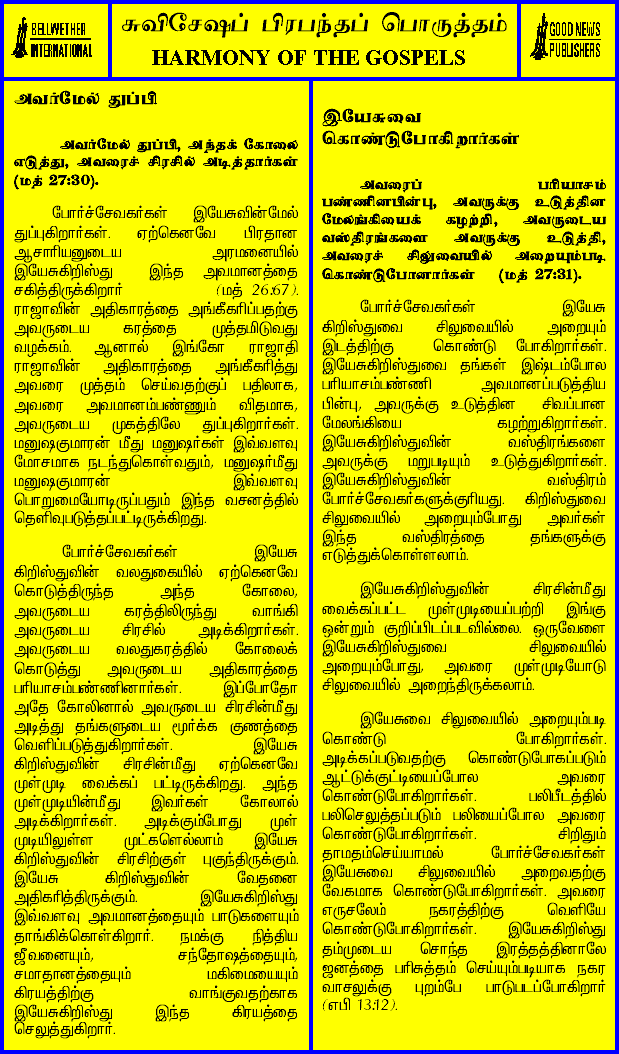 BELLWETHER
INTERNATIONAL
சுவிசேஷப் பிரபந்தப் பொருத்தம்
HARMONY OF THE GOSPELS
GOOD NEWS
PUBLISHERS
அவர்மேல் துப்பி
அவர்மேல் துப்பி, அந்தக் கோலை
எடுத்து, அவரைச் சிரசில் அடித்தார்கள்
(மத் 27:30).
போர்ச்சேவகர்கள் இயேசுவின்மேல்
துப்புகிறார்கள். ஏற்கெனவே பிரதான
ஆசாரியனுடைய அரமனையில்
இயேசுகிறிஸ்து இந்த அவமானத்தை
சகித்திருக்கிறார் (மத் 26:67).
ராஜாவின் அதிகாரத்தை அங்கீகரிப்பதற்கு
அவருடைய கரத்தை முத்தமிடுவது
வழக்கம். ஆனால் இங்கோ ராஜாதி
ராஜாவின் அதிகாரத்தை அங்கீகரித்து
அவரை முத்தம் செய்வதற்குப் பதிலாக,
அவரை அவமானம்பண்ணும் விதமாக,
அவருடைய முகத்திலே துப்புகிறார்கள்.
மனுஷகுமாரன் மீது மனுஷர்கள் இவ்வளவு
மோசமாக நடந்துகொள்வதும், மனுஷர்மீது
மனுஷகுமாரன் இவ்வளவு
பொறுமையோடிருப்பதும் இந்த வசனத்தில்
தெளிவுபடுத்தப்பட்டிருக்கிறது.
போர்ச்சேவகர்கள் இயேசு
கிறிஸ்துவின் வலதுகையில் ஏற்கெனவே
கொடுத்திருந்த அந்த கோலை,
அவருடைய கரத்திலிருந்து வாங்கி
அவருடைய சிரசில் அடிக்கிறார்கள்.
அவருடைய வலதுகரத்தில் கோலைக்
கொடுத்து அவருடைய அதிகாரத்தை
பரியாசம்பண்ணினார்கள். இப்போதோ
அதே கோலினால் அவருடைய சிரசின்மீது
அடித்து தங்களுடைய மூர்க்க குணத்தை
வெளிப்படுத்துகிறார்கள். இயேசு
கிறிஸ்துவின் சிரசின்மீது ஏற்கெனவே
முள்முடி வைக்கப் பட்டிருக்கிறது. அந்த
முள்முடியின்மீது இவர்கள் கோலால்
அடிக்கிறார்கள். அடிக்கும்போது முள்
முடியிலுள்ள முட்களெல்லாம் இயேசு
கிறிஸ்துவின் சிரசிற்குள் புகுந்திருக்கும்.
இயேசு கிறிஸ்துவின் வேதனை
அதிகரித்திருக்கும். இயேசுகிறிஸ்து
இவ்வளவு அவமானத்தையும் பாடுகளையும்
தாங்கிக்கொள்கிறார். நமக்கு நித்திய
ஜீவனையும், சந்தோஷத்தையும்,
சமாதானத்தையும் மகிமையையும்
கிரயத்திற்கு வாங்குவதற்காக
இயேசுகிறிஸ்து இந்த கிரயத்தை
செலுத்துகிறார்.
இயேசுவை
கொண்டுபோகிறார்கள்
அவரைப் பரியாசம்
பண்ணினபின்பு, அவருக்கு உடுத்தின
மேலங்கியைக் கழற்றி, அவருடைய
வஸ்திரங்களை அவருக்கு உடுத்தி,
அவரைச் சிலுவையில் அறையும்படி
கொண்டுபோனார்கள் (மத் 27:31).
போர்ச்சேவகர்கள் இயேசு
கிறிஸ்துவை சிலுவையில் அறையும்
இடத்திற்கு கொண்டு போகிறார்கள்.
இயேசுகிறிஸ்துவை தங்கள் இஷ்டம்போல
பரியாசம்பண்ணி அவமானப்படுத்திய
பின்பு, அவருக்கு உடுத்தின சிவப்பான
மேலங்கியை கழற்றுகிறார்கள்.
இயேசுகிறிஸ்துவின் வஸ்திரங்களை
அவருக்கு மறுபடியும் உடுத்துகிறார்கள்.
இயேசுகிறிஸ்துவின் வஸ்திரம்
போர்ச்சேவகர்களுக்குரியது. கிறிஸ்துவை
சிலுவையில் அறையும்போது அவர்கள்
இந்த வஸ்திரத்தை தங்களுக்கு
எடுத்துக்கொள்ளலாம்.
இயேசுகிறிஸ்துவின் சிரசின்மீது
வைக்கப்பட்ட முள்முடியைப்பற்றி இங்கு
ஒன்றும் குறிப்பிடப்படவில்லை. ஒருவேளை
இயேசுகிறிஸ்துவை சிலுவையில்
அறையும்போது, அவரை முள்முடியோடு
சிலுவையில் அறைந்திருக்கலாம்.
இயேசுவை சிலுவையில் அறையும்படி
கொண்டு போகிறார்கள்.
அடிக்கப்படுவதற்கு கொண்டுபோகப்படும்
ஆட்டுக்குட்டியைப்போல அவரை
கொண்டுபோகிறார்கள். பலிபீடத்தில்
பலிசெலுத்தப்படும் பலியைப்போல அவரை
கொண்டுபோகிறார்கள். சிறிதும்
தாமதம்செய்யாமல் போர்ச்சேவகர்கள்
இயேசுவை சிலுவையில் அறைவதற்கு
வேகமாக கொண்டுபோகிறார்கள். அவரை
எருசலேம் நகரத்திற்கு வெளியே
கொண்டுபோகிறார்கள். இயேசுகிறிஸ்து
தம்முடைய சொந்த இரத்தத்தினாலே
ஜனத்தை பரிசுத்தம் செய்யும்படியாக நகர
வாசலுக்கு புறம்பே பாடுபடப்போகிறார்
(எபி 13:12).